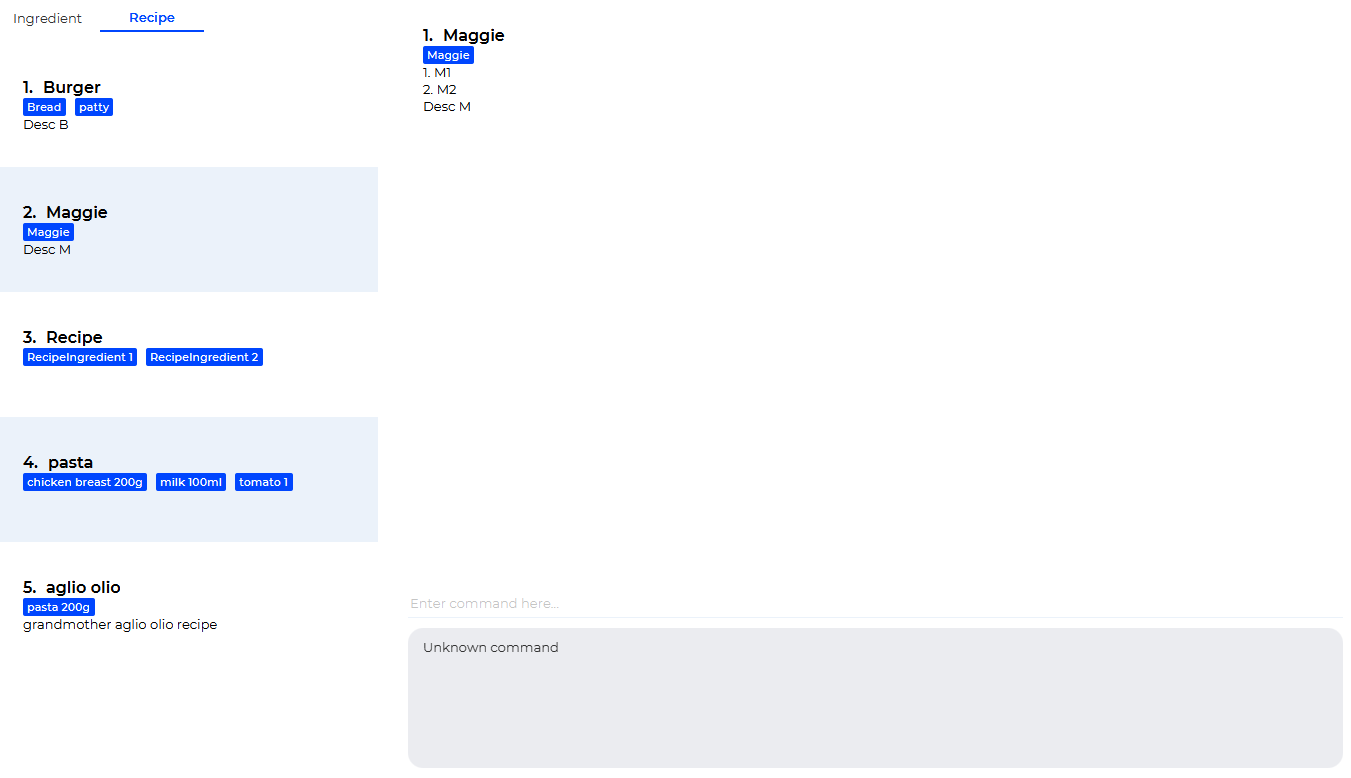 Ingredient Recipe
1. Burger
Bread patty
Desc B
2. Maggie
Maggie
Desc M
3. Recipe
RecipeIngredient 1 RecipeIngredient 2
4. pasta
chicken breast 200g milk 100ml tomato 1
5. aglio olio
pasta 200g
grandmother aglio olio recipe
1. Maggie
Maggie
1. M1
2. M2
Desc M
Enter command here...
Unknown command